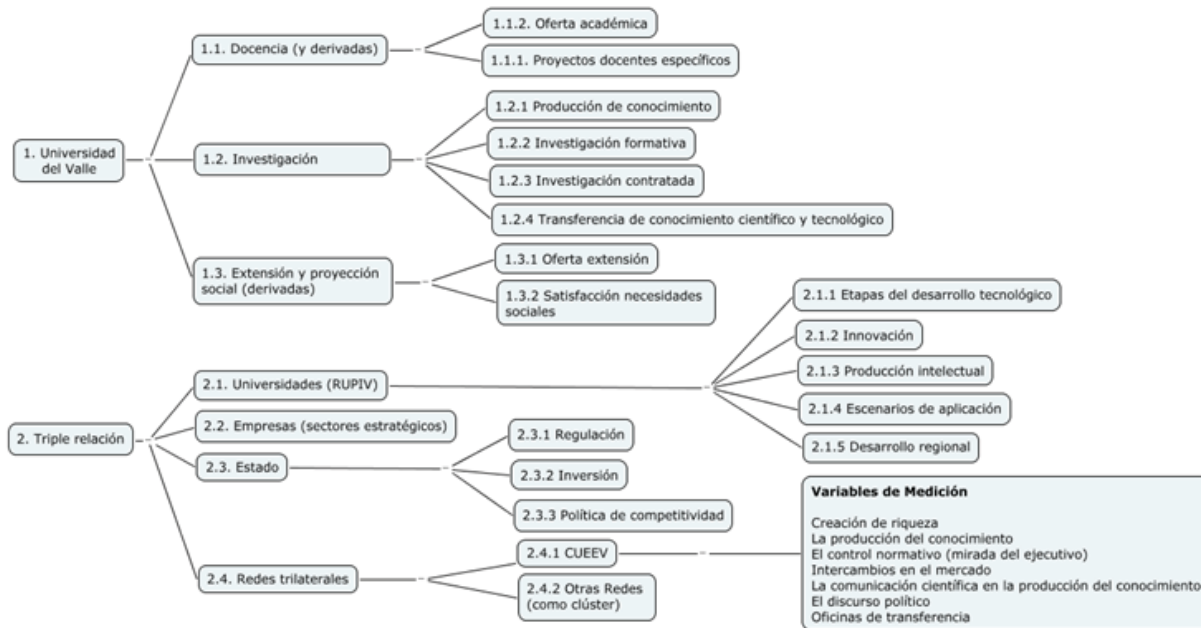 1. Universidad
del Valle
1.1. Docencia (y derivadas)
1.1.2. Oferta académica
1.1.1. Proyectos docentes específicos
1.2. Investigación
1.2.1 Producción de conocimiento
1.2.2 Investigación formativa
1.2.3 Investigación contratada
1.2.4 Transferencia de conocimiento científico y tecnológico
1.3. Extensión y proyección
social (derivadas)
1.3.1 Oferta extensión
1.3.2 Satisfacción necesidades
sociales
2. Triple relación
2.1. Universidades (RUPIV)
2.1.1 Etapas del desarrollo tecnológico
2.1.2 Innovación
2.1.3 Producción intelectual
2.1.4 Escenarios de aplicación
2.1.5 Desarrollo regional
2.2. Empresas (sectores estratégicos)
2.3. Estado
2.3.1 Regulación
2.3.2 Inversión
2.3.3 Política de competitividad
2.4. Redes trilaterales
2.4.1 CUEEV
2.4.2 Otras Redes
(como clúster)
Variables de Medición
Creación de riqueza
La producción del conocimiento
El control normativo (mirada del ejecutivo)
Intercambios en el mercado
La comunicación científica en la producción del conocimiento
El discurso político
Oficinas de transferencia